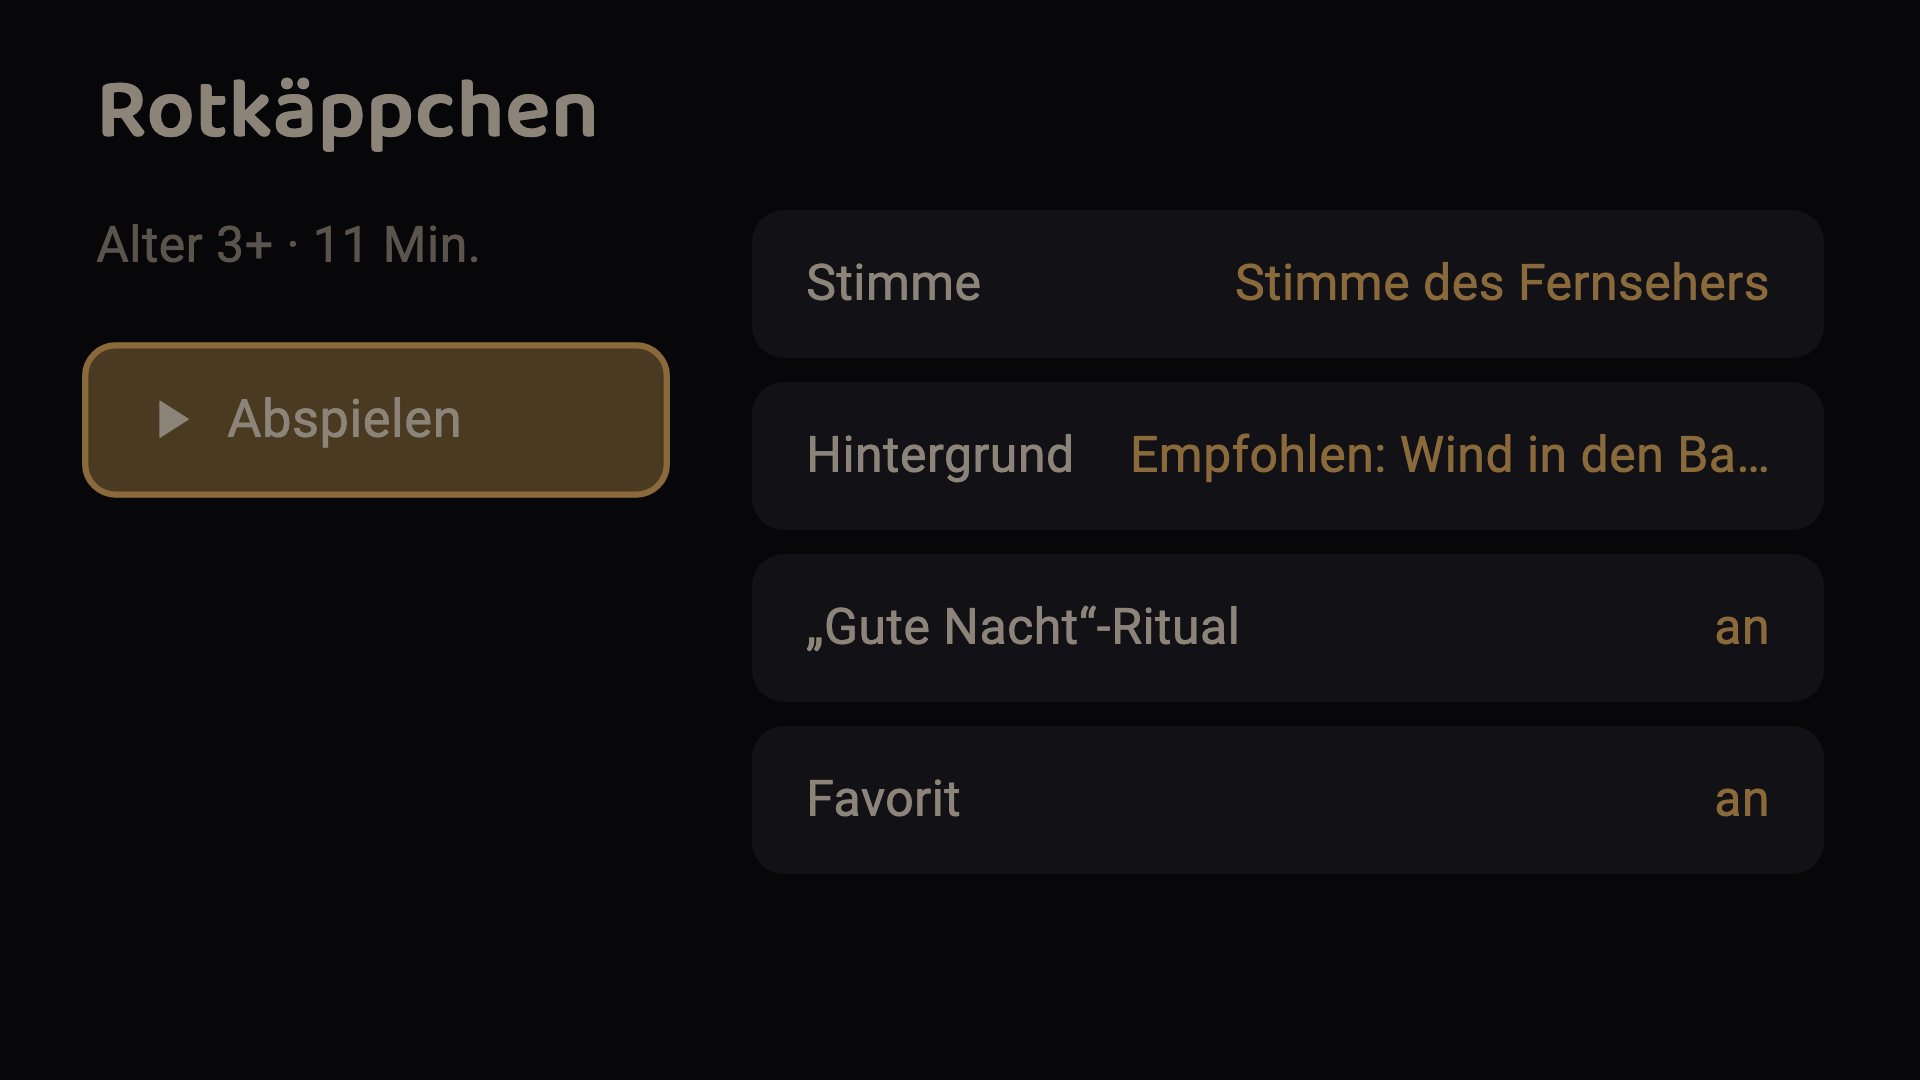 Rotkäppchen
Alter 3+ · 11 Min.
Abspielen
Stimme Stimme des Fernsehers
Hintergrund Empfohlen: Wind in den Ba…
„Gute Nacht“-Ritual an
Favorit an